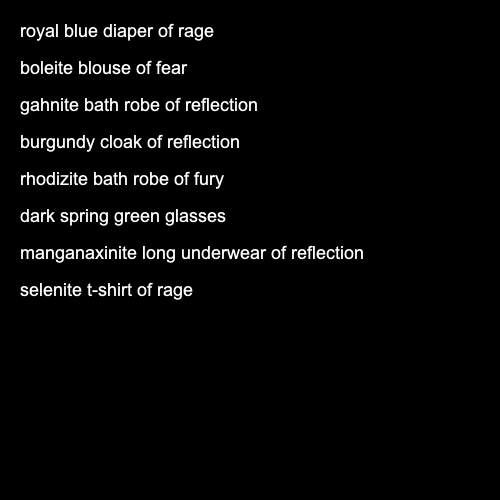 royal blue diaper of rage
boleite blouse of fear
gahnite bath robe of reflection
burgundy cloak of reflection
rhodizite bath robe of fury
dark spring green glasses
manganaxinite long underwear of reflection
selenite t-shirt of rage